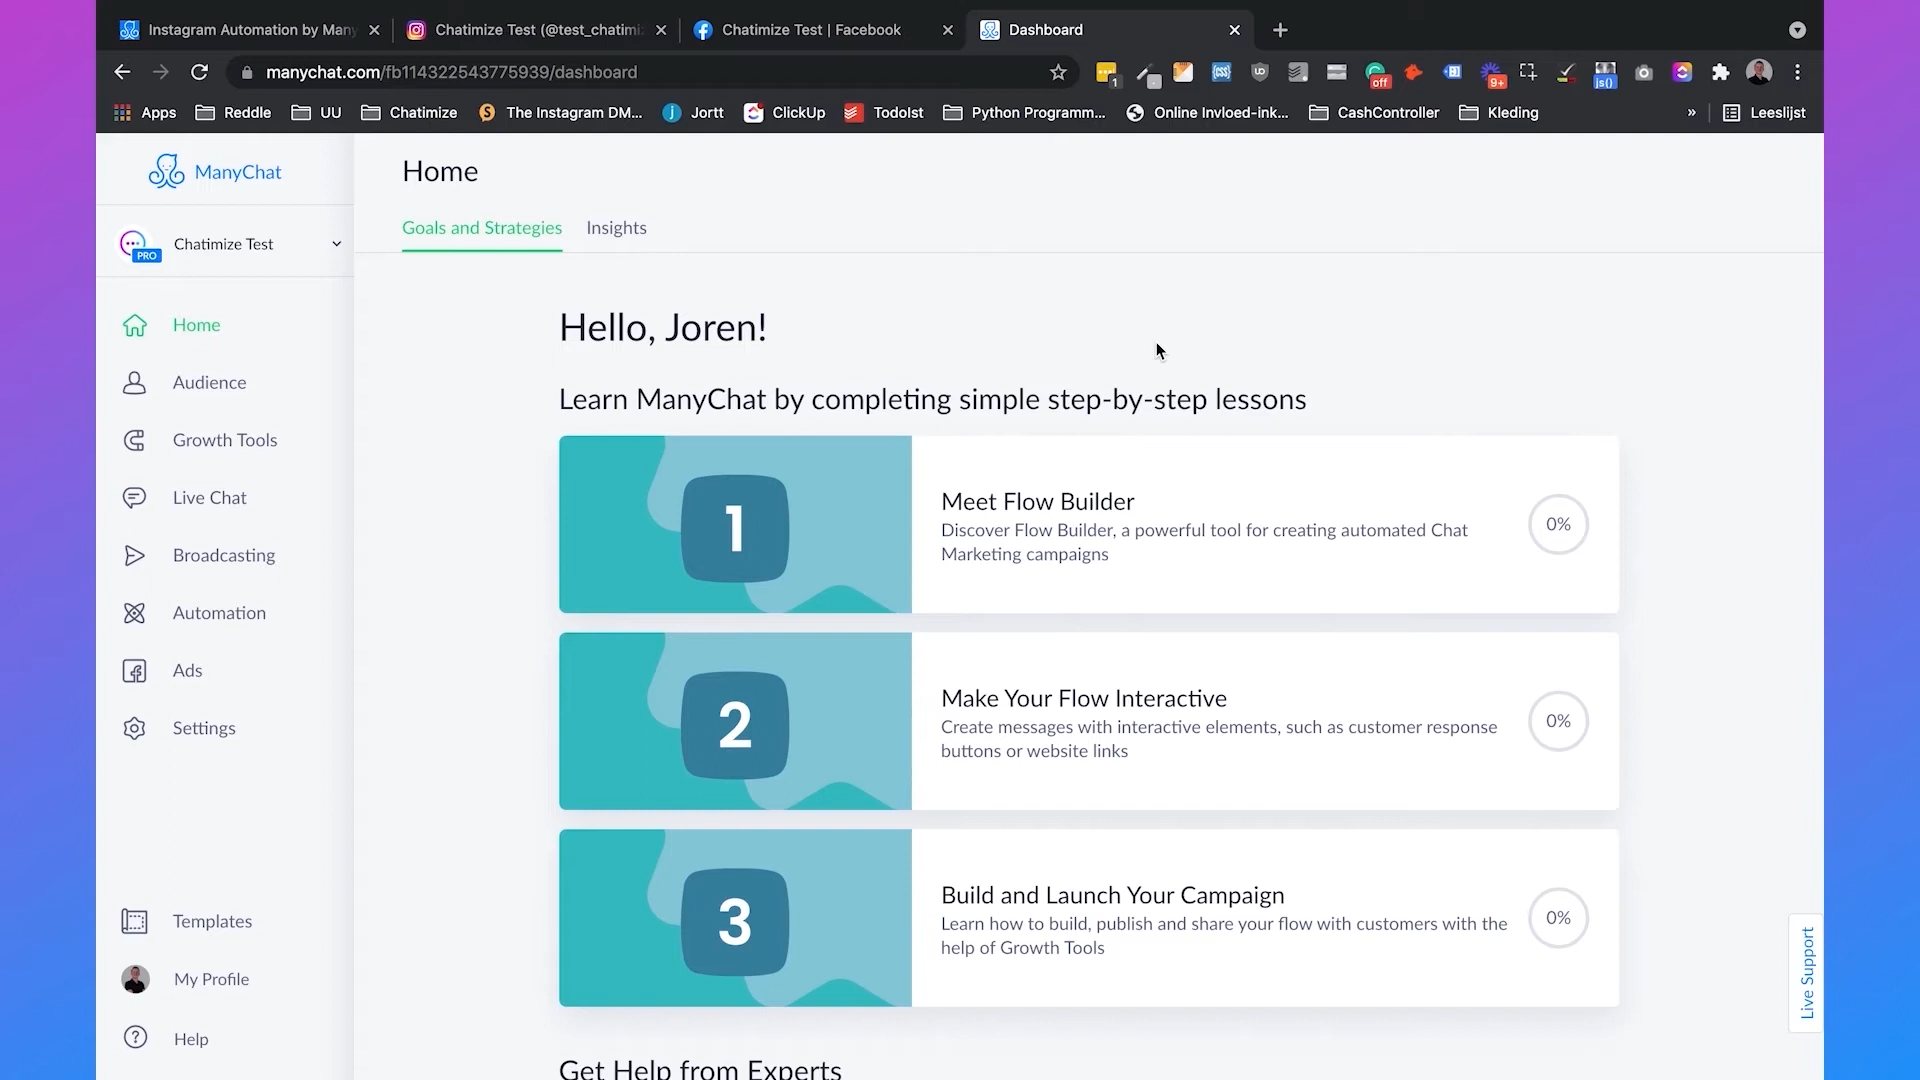 Instagram Automation by Many
Chatimize Test (@test_chatimi
Chatimize Test | Facebook
Dashboard
manychat.com/fb114322543775939/dashboard
1
off
9+
js()
Apps
Reddle
UU
Chatimize
The Instagram DM...
Jortt
ClickUp
TodoIst
Python Programm...
Online Invloed-ink...
CashController
Kleding
»
Leeslijst
ManyChat
Home
Goals and Strategies
Insights
PRO
Chatimize Test
Home
Audience
Growth Tools
Live Chat
Broadcasting
Automation
Ads
Settings
Templates
My Profile
Help
Hello, Joren!
Learn ManyChat by completing simple step-by-step lessons
1
Meet Flow Builder
Discover Flow Builder, a powerful tool for creating automated Chat
Marketing campaigns
0%
2
Make Your Flow Interactive
Create messages with interactive elements, such as customer response
buttons or website links
0%
3
Build and Launch Your Campaign
Learn how to build, publish and share your flow with customers with the
help of Growth Tools
0%
Get Help from Experts
Live Support